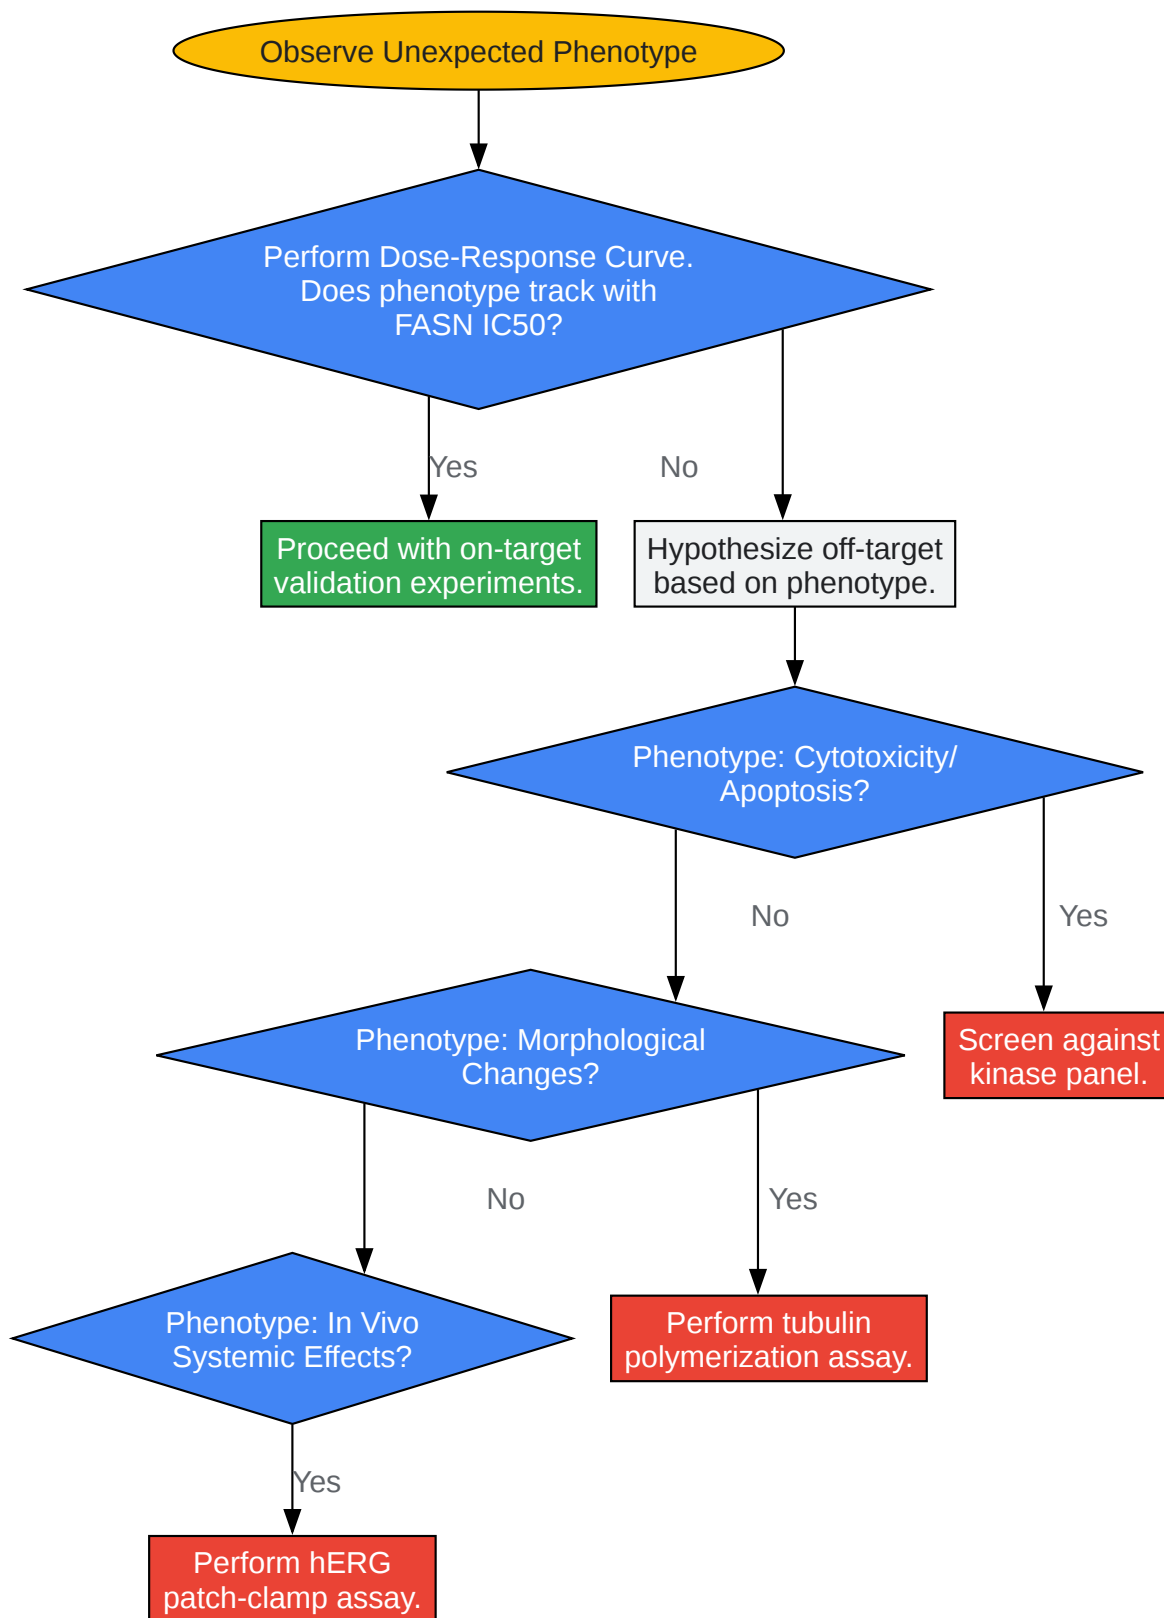 Observe Unexpected Phenotype
Perform Dose-Response Curve.
Does phenotype track with
FASN IC50?
Yes
No
Proceed with on-target
validation experiments.
Hypothesize off-target
based on phenotype.
Phenotype: Cytotoxicity/
Apoptosis?
No
Yes
Phenotype: Morphological
Changes?
Screen against
kinase panel.
No
Yes
Phenotype: In Vivo
Systemic Effects?
Perform tubulin
polymerization assay.
Yes
Perform hERG
patch-clamp assay.